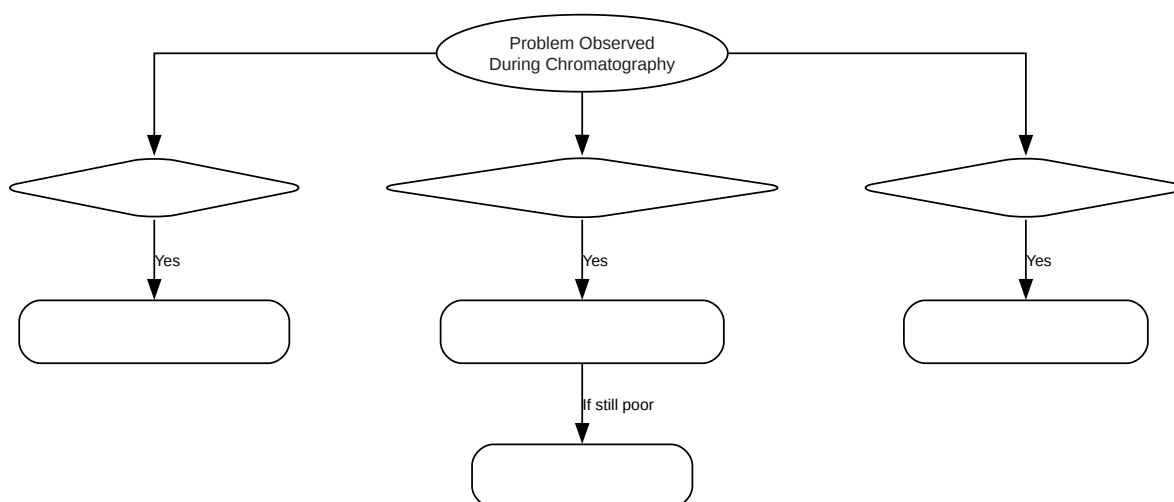 Problem Observed
During Chromatography
Yes
Yes
Yes
If still poor